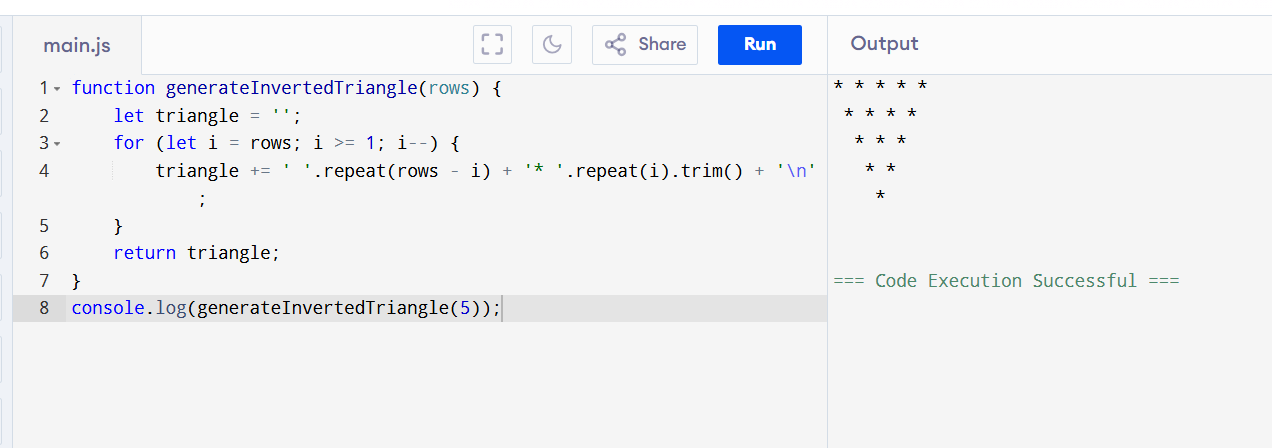 main.js
Share
Run
Output
1 function generateInvertedTriangle(rows) {
2     let triangle = '';
3     for (let i = rows; i >= 1; i--) {
4         triangle += ' '.repeat(rows - i) + '* '.repeat(i).trim() + '\n'
            ;
5     }
6     return triangle;
7 }
8 console.log(generateInvertedTriangle(5));
* * * * *
 * * * *
  * * *
   * *
    *
=== Code Execution Successful ===